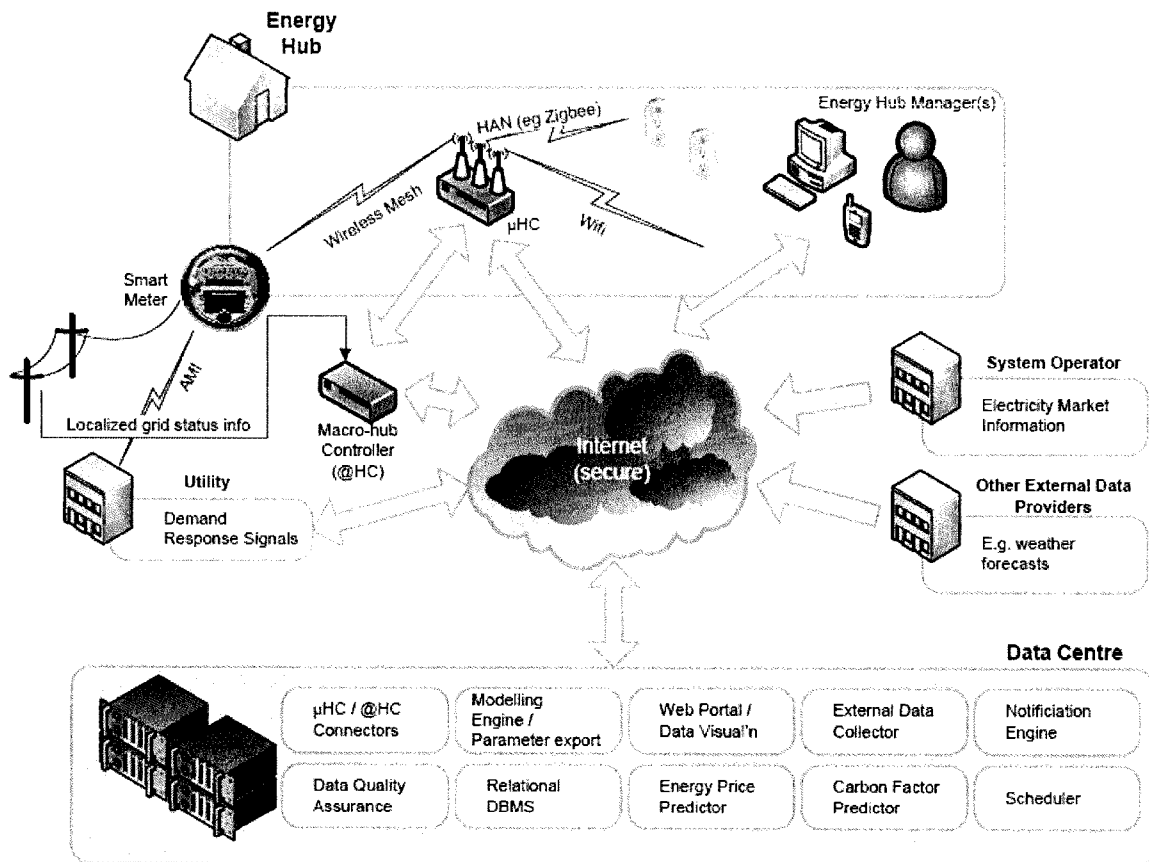 Energy
Hub
Energy Hub Manager(s)
HAN (eg Zigbee)
Wireless Mesh
µHC
Wifi
Smart
Meter
AMI
Localized grid status info
Macro-hub
Controller
(@HC)
Internet
(secure)
System Operator
Electricity Market
Information
Utility
Demand
Response Signals
Other External Data
Providers
E.g. weather
forecasts
Data Centre
µHC / @HC
Connectors
Modelling
Engine /
Parameter export
Web Portal /
Data Visual'n
External Data
Collector
Notificiation
Engine
Data Quality
Assurance
Relational
DBMS
Energy Price
Predictor
Carbon Factor
Predictor
Scheduler